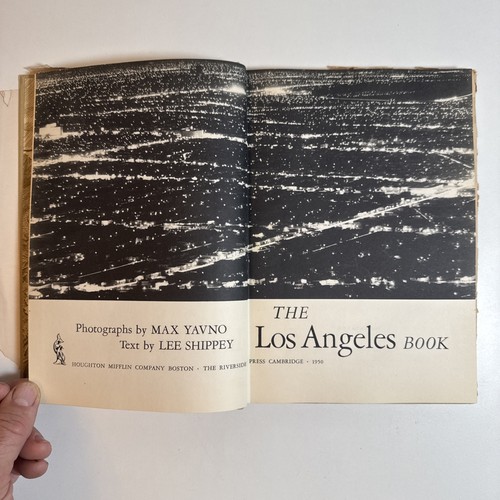 Photographs by MAX YAVNO
Text by LEE SHIPPEY
THE
Los Angeles BOOK
HOUGHTON MIFFLIN COMPANY BOSTON · THE RIVERSIDE PRESS CAMBRIDGE · 1950